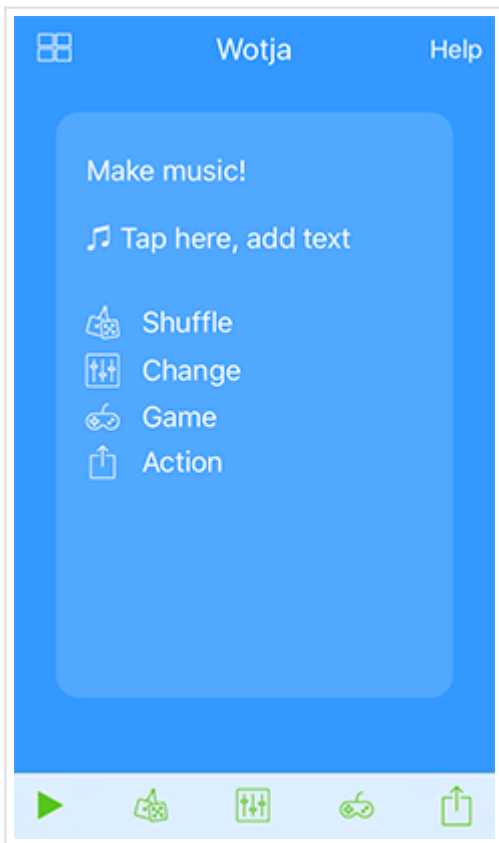 Wotja
Help
Make music!
Tap here, add text
Shuffle
Change
Game
Action